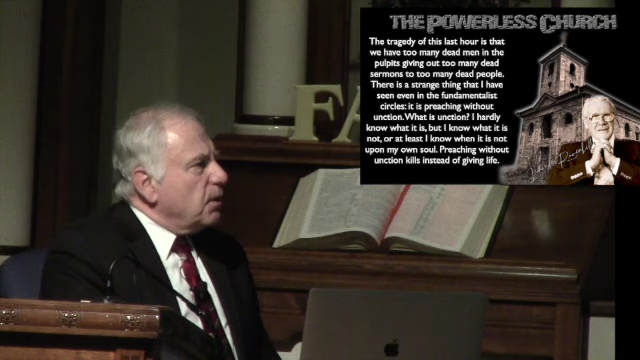 THE POWERLESS CHURCH
The tragedy of this last hour is that
we have too many dead men in the
pulpits giving out too many dead
sermons to too many dead people.
There is a strange thing that I have
seen even in the fundamentalist
circles: it is preaching without
unction. What is unction? I hardly
know what it is, but I know what it is
not, or at least I know when it is not
upon my own soul. Preaching without
unction kills instead of giving life.
FA